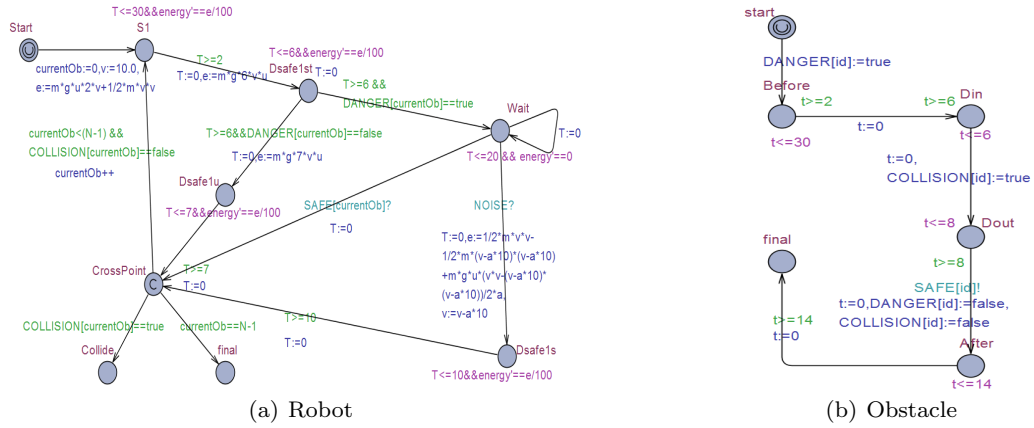 T<=30&&energy'==e/100
Start
S1
T>=2
T<=6&&energy'==e/100
Dsafe1st
T:=0
currentOb:=0,v:=10.0,
e:=m*g*u*2*v+1/2*m*v*v
T:=0,e:=m*g*6*v*u
T>=6 &&
DANGER[currentOb]==true
Wait
T:=0
currentOb<(N-1) &&
COLLISION[currentOb]==false
currentOb++
T>=6&&DANGER[currentOb]==false
T:=0,e:=m*g*7*v*u
T<=20 && energy'==0
Dsafe1u
T<=7&&energy'==e/100
SAFE[currentOb]?
T:=0
NOISE?
T:=0,e:=1/2*m*v*v-
1/2*m*(v-a*10)*(v-a*10)
+m*g*u*(v*v-(v-a*10)*
(v-a*10))/2*a,
v:=v-a*10
CrossPoint
C
T>=7
T:=0
COLLISION[currentOb]==true
currentOb==N-1
T>=10
T:=0
Collide
final
Dsafe1s
T<=10&&energy'==e/100
(a) Robot
start
DANGER[id]:=true
Before
t>=2
t>=6
Din
t:=0
t<=30
t<=6
t:=0,
COLLISION[id]:=true
t<=8
Dout
final
t>=8
SAFE[id]!
t:=0,DANGER[id]:=false,
COLLISION[id]:=false
t>=14
t:=0
After
t<=14
(b) Obstacle